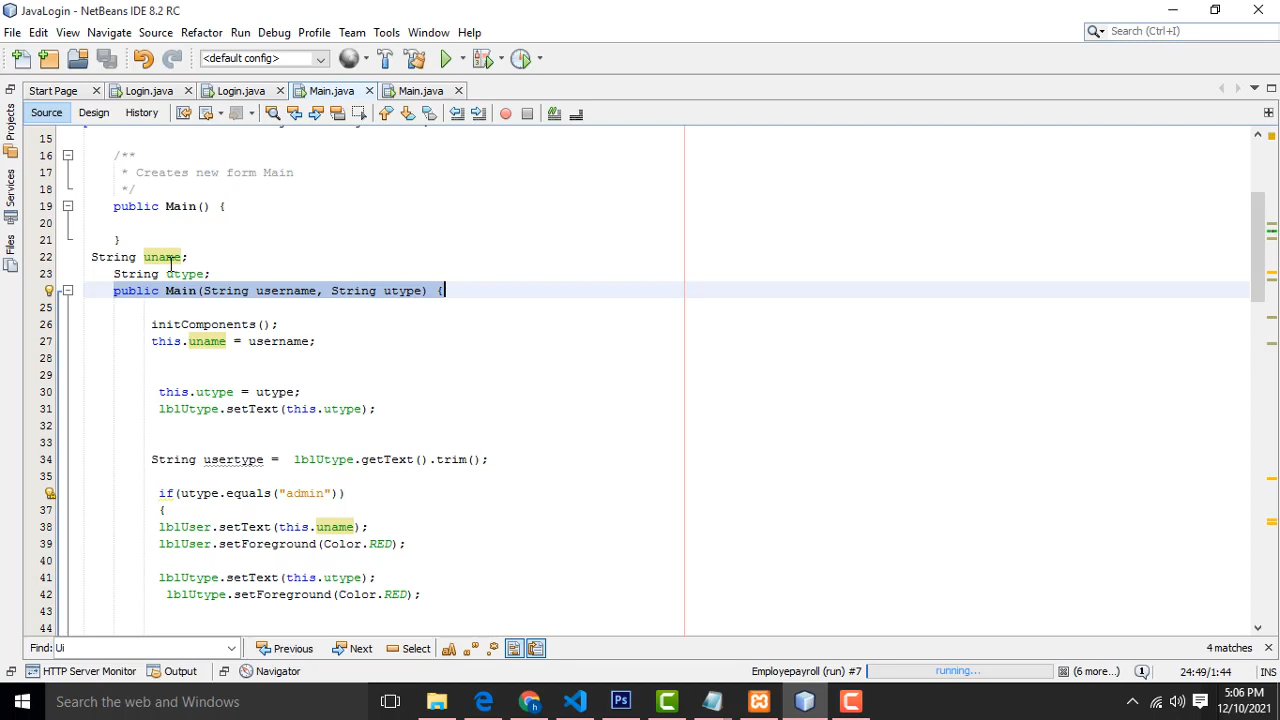 JavaLogin - NetBeans IDE 8.2 RC
File Edit View Navigate Source Refactor Run Debug Profile Team Tools Window Help
Search (Ctrl+I)
<default config>
Start Page Login.java Login.java Main.java Main.java
Source Design History
Projects
Services
Files
15
16 /**
17 * Creates new form Main
18 */
19 public Main() {
20
21 }
22 String uname;
23 String utype;
public Main(String username, String utype) {
25
26 initComponents();
27 this.uname = username;
28
29
30 this.utype = utype;
31 lblUtype.setText(this.utype);
32
33
34 String usertype = lblUtype.getText().trim();
35
if(utype.equals("admin"))
37 {
38 lblUser.setText(this.uname);
39 lblUser.setForeground(Color.RED);
40
41 lblUtype.setText(this.utype);
42 lblUtype.setForeground(Color.RED);
43
44
Find: Ui Previous Next Select 4 matches
HTTP Server Monitor Output Navigator Employepayroll (run) #7 running... (6 more...) 1 24:49/1:44 INS
Search the web and Windows
5:06 PM
12/10/2021